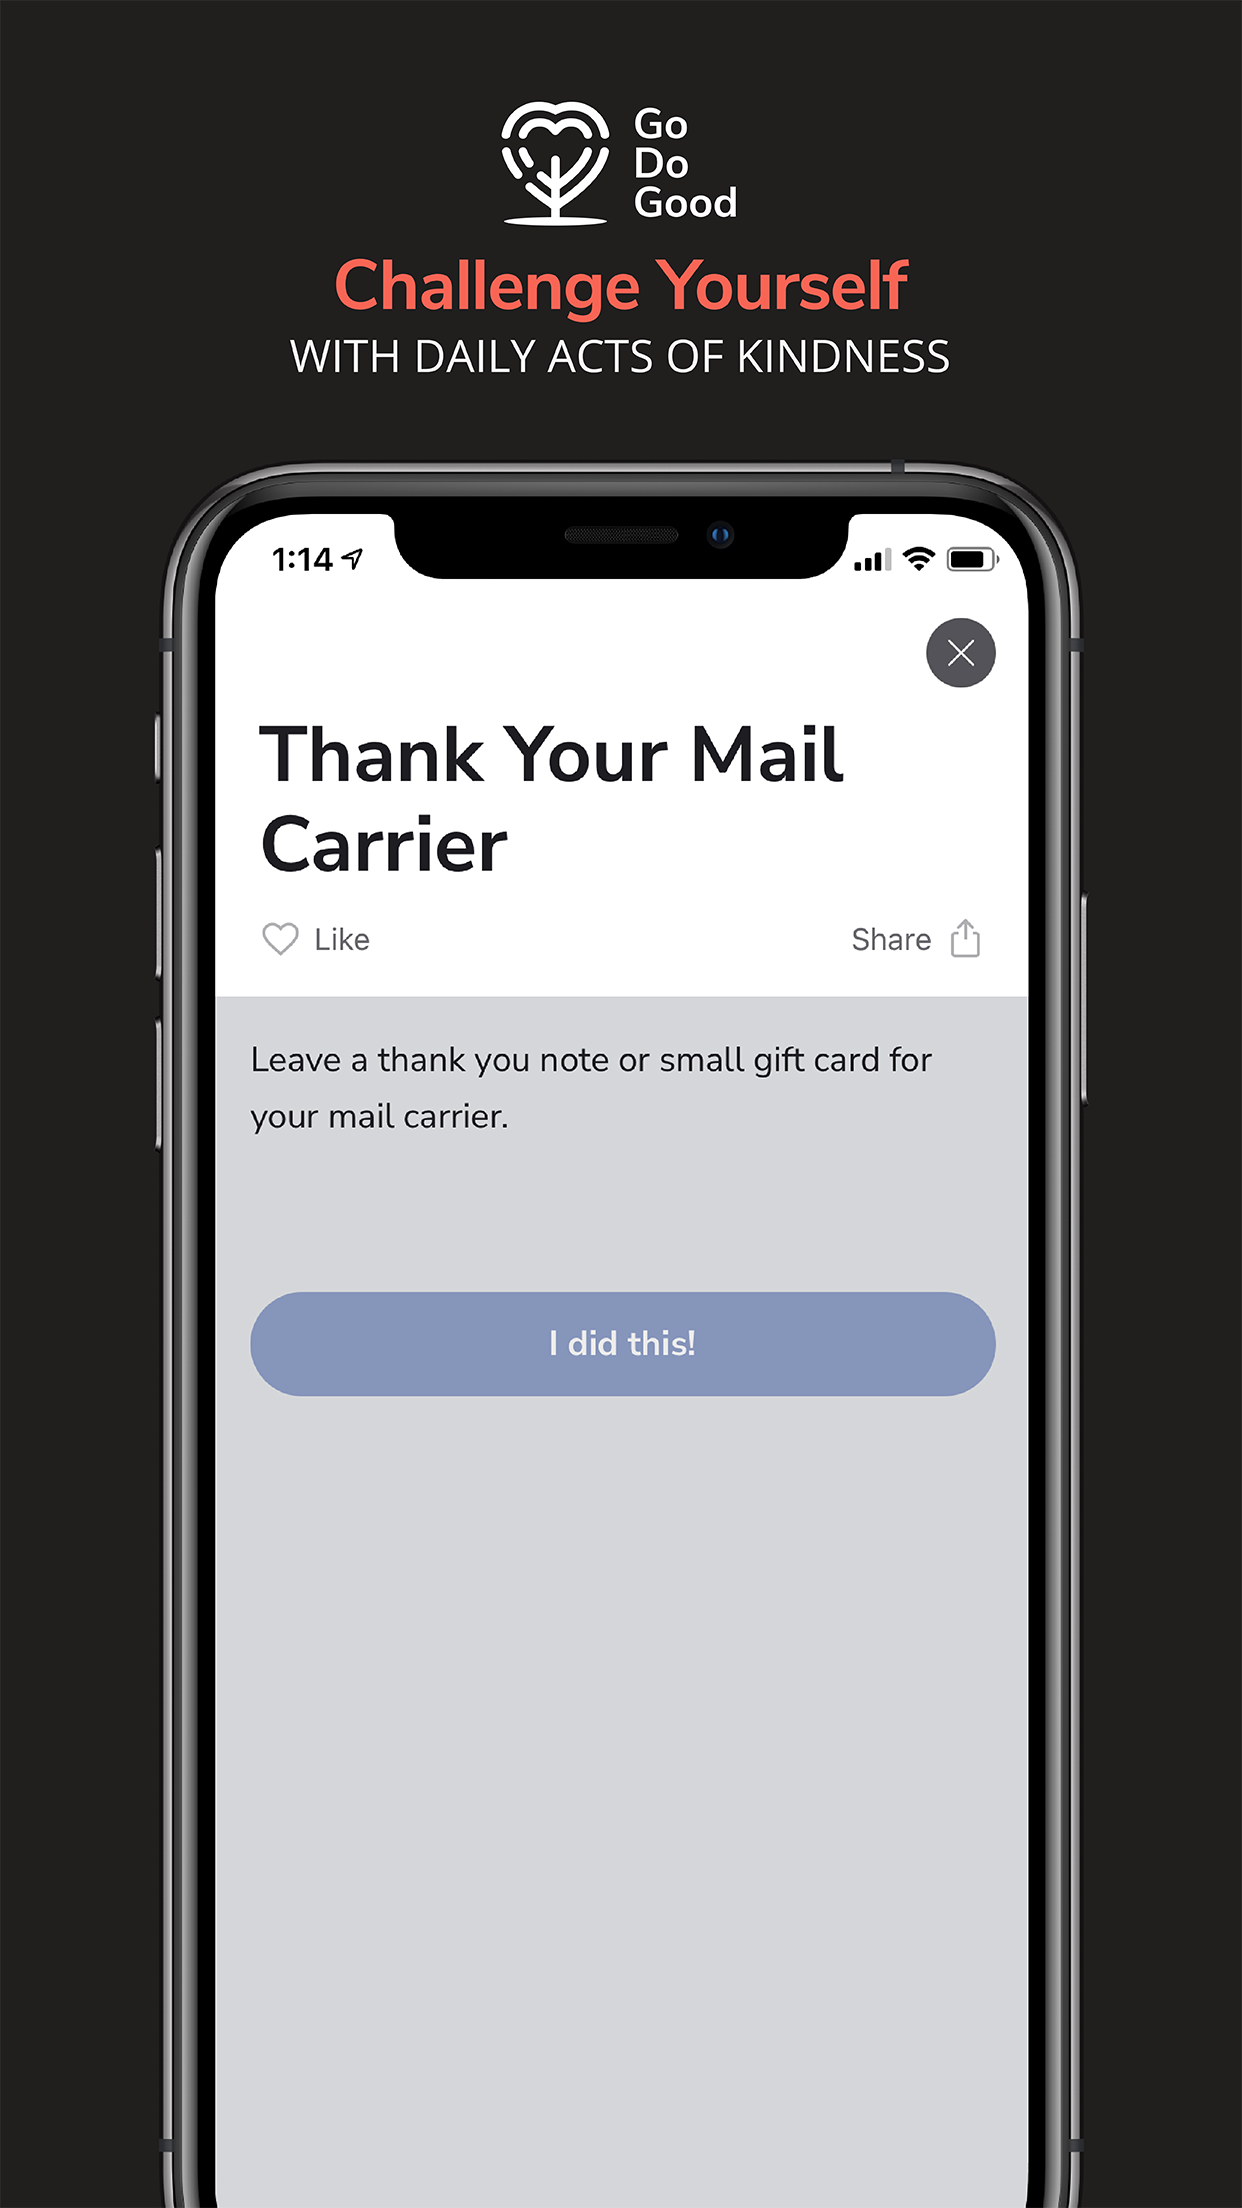 Go
Do
Good
Challenge Yourself
WITH DAILY ACTS OF KINDNESS
1:14
Thank Your Mail
Carrier
Like
Share
Leave a thank you note or small gift card for
your mail carrier.
I did this!